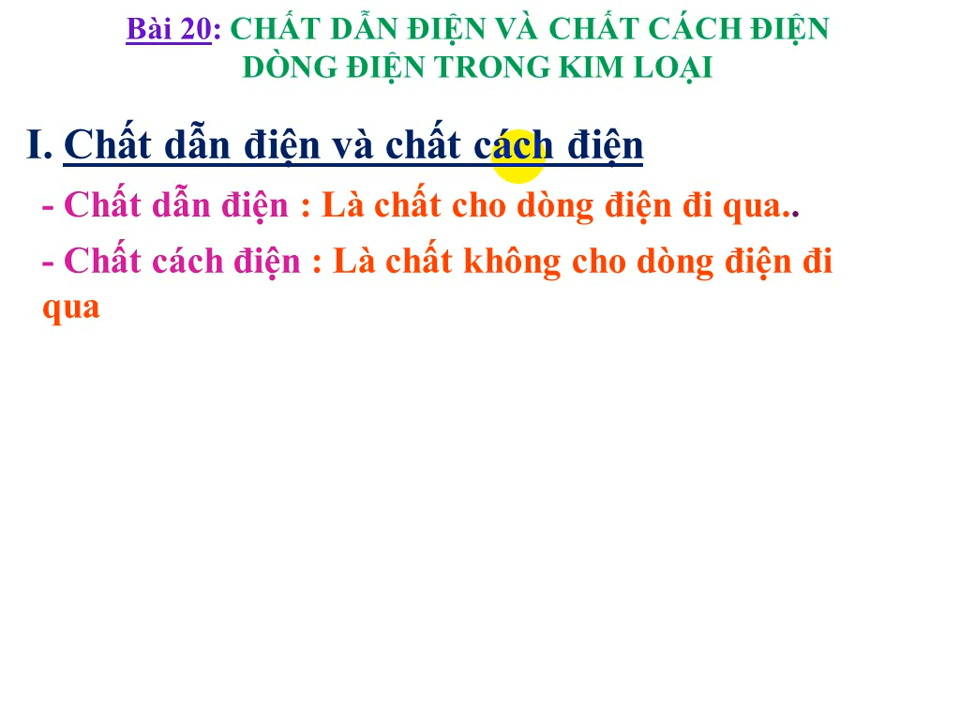 Bài 20: CHẤT DẪN ĐIỆN VÀ CHẤT CÁCH ĐIỆN
DÒNG ĐIỆN TRONG KIM LOẠI
I. Chất dẫn điện và chất cách điện
- Chất dẫn điện : Là chất cho dòng điện đi qua..
- Chất cách điện : Là chất không cho dòng điện đi
qua